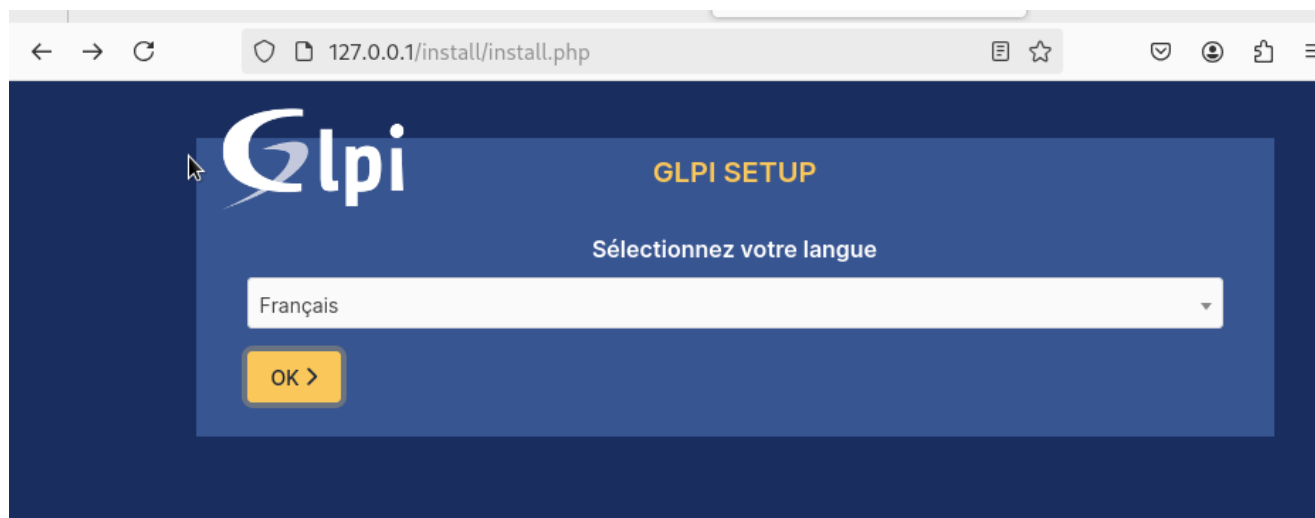 127.0.0.1/install/install.php
Glpi
GLPI SETUP
Sélectionnez votre langue
Français
OK